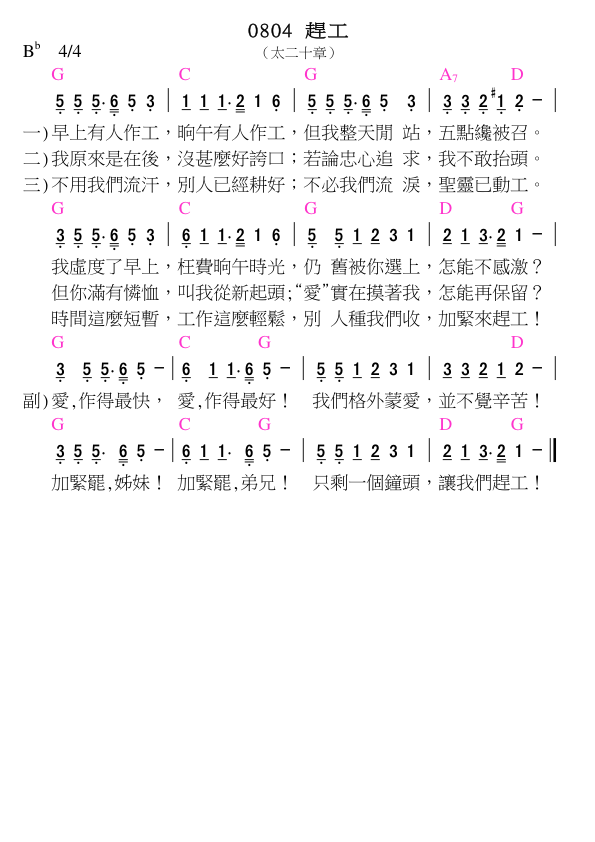 0804 趕工
B♭ 4/4 （太二十章）
G C G A7 D
5 5 5· 6 5 3 | 1 1 1· 2 1 6 | 5 5 5· 6 5 3 | 3 3 2 #1 2 – |
一)早上有人作工，晌午有人作工，但我整天閒 站，五點纔被召。
二)我原來是在後，沒甚麼好誇口；若論忠心追 求，我不敢抬頭。
三)不用我們流汗，別人已經耕好；不必我們流 淚，聖靈已動工。
G C G D G
3 5 5· 6 5 3 | 6 1 1· 2 1 6 | 5 5 1 2 3 1 | 2 1 3· 2 1 – |
我虛度了早上，枉費晌午時光，仍 舊被你選上，怎能不感激？
但你滿有憐恤，叫我從新起頭；“愛”實在摸著我，怎能再保留？
時間這麼短暫，工作這麼輕鬆，別 人種我們收，加緊來趕工！
G C G D
3 5 5· 6 5 – | 6 1 1· 6 5 – | 5 5 1 2 3 1 | 3 3 2 1 2 – |
副)愛,作得最快， 愛,作得最好！ 我們格外蒙愛，並不覺辛苦！
G C G D G
3 5 5· 6 5 – | 6 1 1· 6 5 – | 5 5 1 2 3 1 | 2 1 3· 2 1 – ‖
加緊罷,姊妹！ 加緊罷,弟兄！ 只剩一個鐘頭，讓我們趕工！